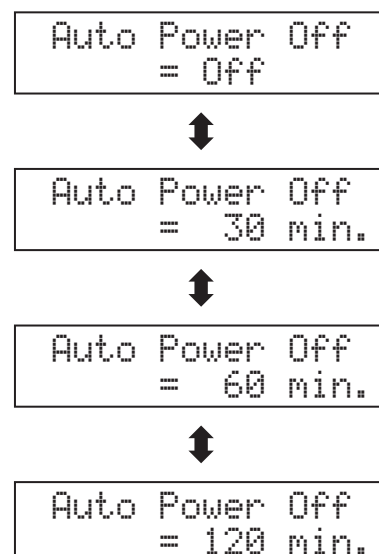 Auto Power Off
= Off
Auto Power Off
= 30 min.
Auto Power Off
= 60 min.
Auto Power Off
= 120 min.